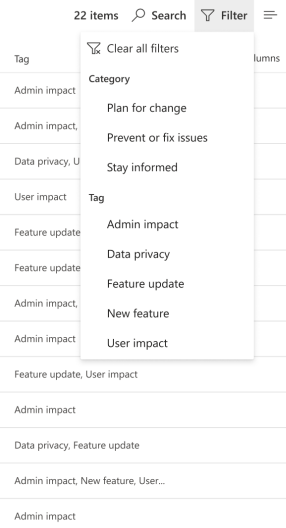 22 items Search Filter
Tag
lumns
Clear all filters
Category
Plan for change
Prevent or fix issues
Stay informed
Tag
Admin impact
Data privacy
Feature update
New feature
User impact
Admin impact
Admin impact,
Data privacy, U
User impact
Feature update
Feature update
Admin impact,
Admin impact
Feature update, User impact
Admin impact
Data privacy, Feature update
Admin impact, New feature, User...
Admin impact